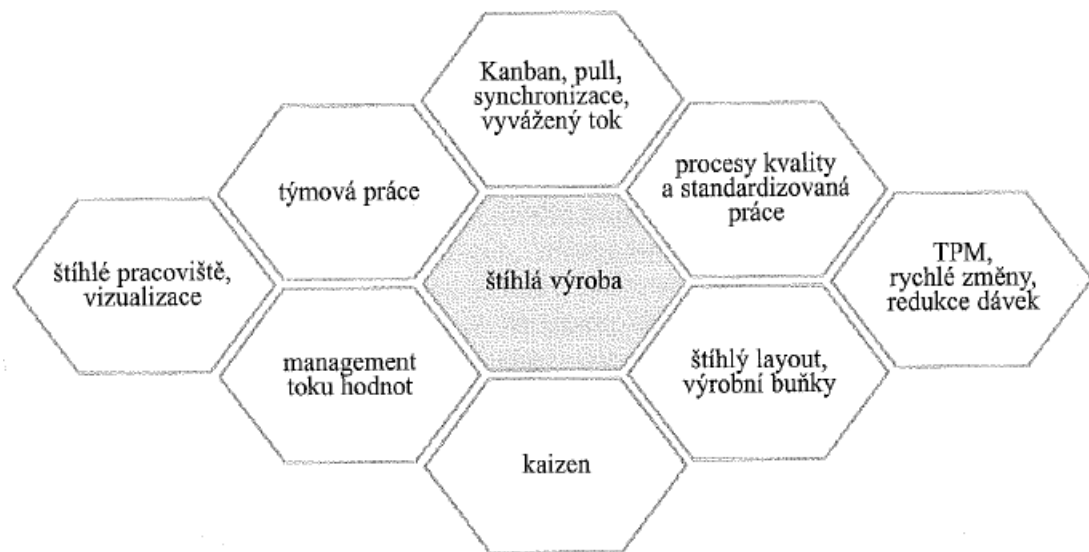 Kanban, pull,
synchronizace,
vyvážený tok
týmová práce
procesy kvality
a standardizovaná
práce
štíhlé pracoviště,
vizualizace
štíhlá výroba
TPM,
rychlé změny,
redukce dávek
management
toku hodnot
štíhlý layout,
výrobní buňky
kaizen